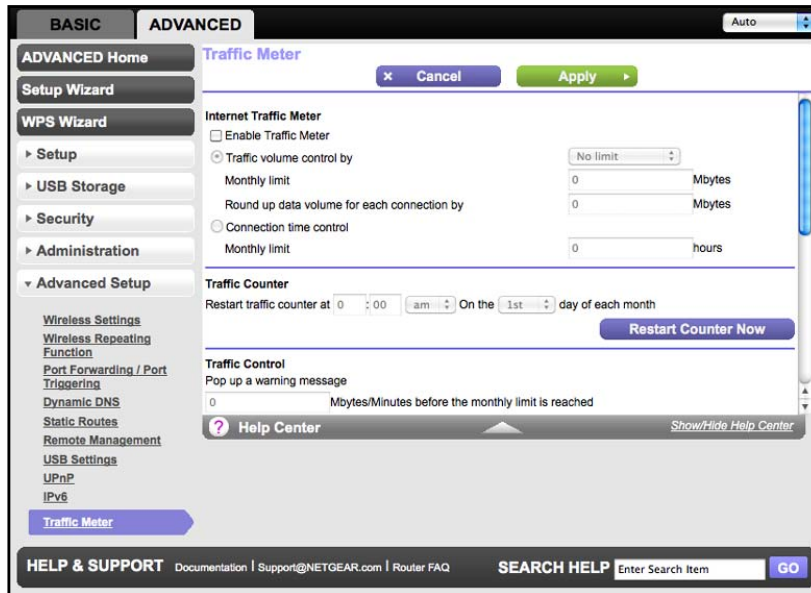 BASIC
ADVANCED
Auto
ADVANCED Home
Setup Wizard
WPS Wizard
Setup
USB Storage
Security
Administration
Advanced Setup
Wireless Settings
Wireless Repeating
Function
Port Forwarding / Port
Triggering
Dynamic DNS
Static Routes
Remote Management
USB Settings
UPnP
IPv6
Traffic Meter
Traffic Meter
× Cancel
Apply
Internet Traffic Meter
Enable Traffic Meter
Traffic volume control by No limit
Monthly limit 0 Mbytes
Round up data volume for each connection by 0 Mbytes
Connection time control
Monthly limit 0 hours
Traffic Counter
Restart traffic counter at 0 : 00 am On the 1st day of each month
Restart Counter Now
Traffic Control
Pop up a warning message
0 Mbytes/Minutes before the monthly limit is reached
? Help Center Show/Hide Help Center
HELP & SUPPORT Documentation | Support@NETGEAR.com | Router FAQ SEARCH HELP Enter Search Item GO